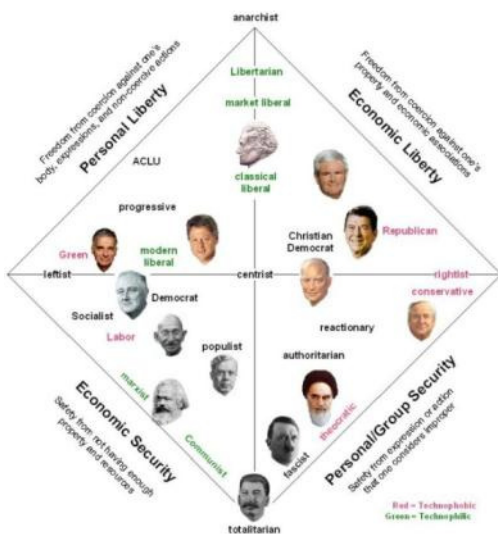 anarchist
Freedom from coercion against one's
body, expressions, and non-coercive actions
Personal Liberty
Libertarian
market liberal
classical
liberal
Freedom from coercion against one's
property and economic associations
Economic Liberty
ACLU
progressive
Green
modern
liberal
Christian
Democrat
Republican
leftist
centrist
rightist
conservative
Democrat
Socialist
Labor
populist
reactionary
authoritarian
marxist
Communist
theocratic
fascist
Economic Security
Safety from not having enough
property and resources
Personal/Group Security
Safety from expression or action
that one considers improper
totalitarian
Red = Technophobic
Green = Technophilic